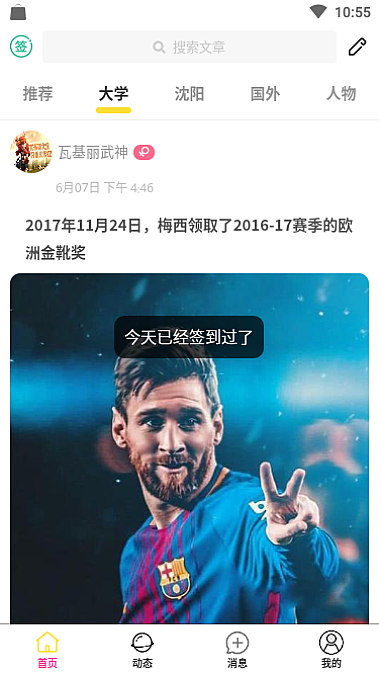 10:55
签
搜索文章
推荐
大学
沈阳
国外
人物
瓦基丽武神
6月07日 下午 4:46
2017年11月24日，梅西领取了2016-17赛季的欧
洲金靴奖
今天已经签到过了
首页
动态
消息
我的